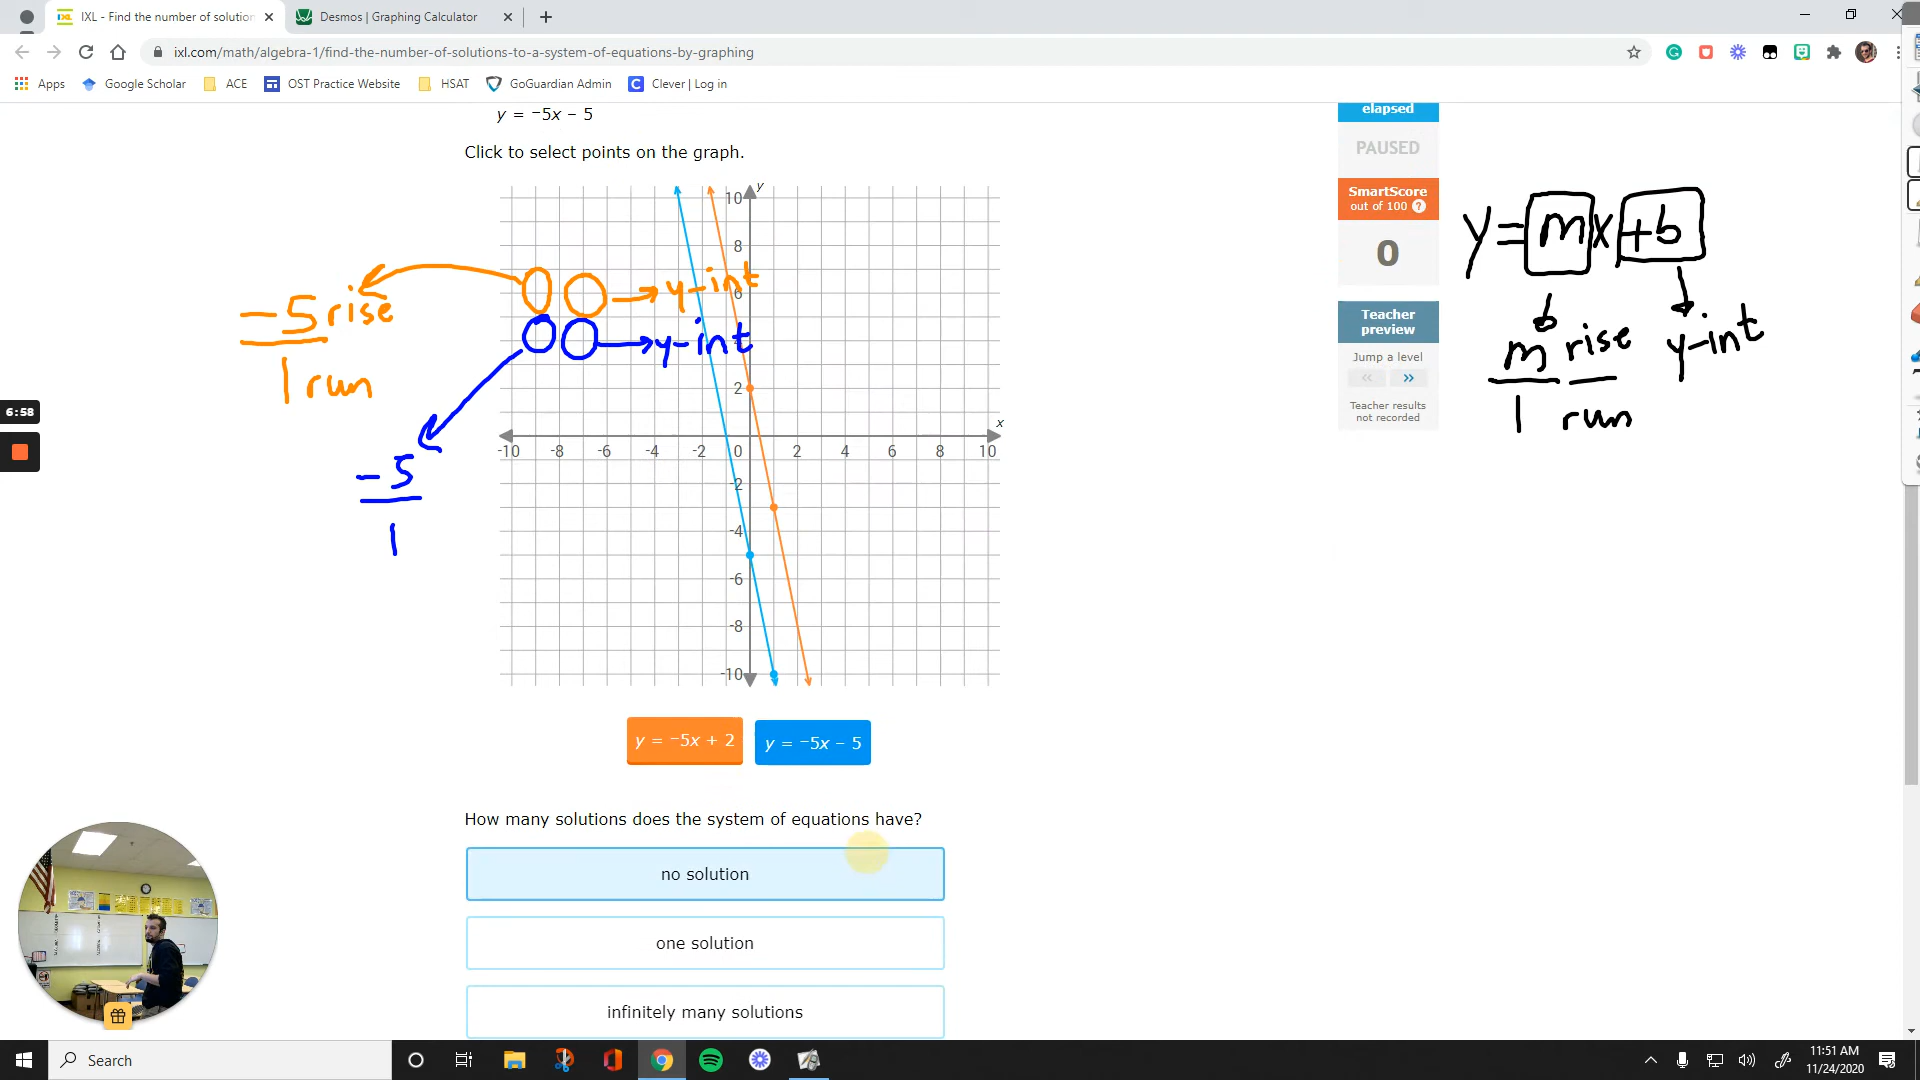 IXL - Find the number of solution
Desmos | Graphing Calculator
ixl.com/math/algebra-1/find-the-number-of-solutions-to-a-system-of-equations-by-graphing
Apps
Google Scholar
ACE
OST Practice Website
HSAT
GoGuardian Admin
Clever | Log in
y = -5x - 5
Click to select points on the graph.
y
10
8
6
4
2
x
-10 -8 -6 -4 -2 0 2 4 6 8 10
-2
-4
-6
-8
-10
-5 rise
1 run
y-int
y-int
-5
1
y = -5x + 2
y = -5x - 5
How many solutions does the system of equations have?
no solution
one solution
infinitely many solutions
elapsed
PAUSED
SmartScore
out of 100 ?
0
Teacher
preview
Jump a level
<< >>
Teacher results
not recorded
y=mx+b
m rise
1 run
y-int
6:58
Search
11:51 AM
11/24/2020